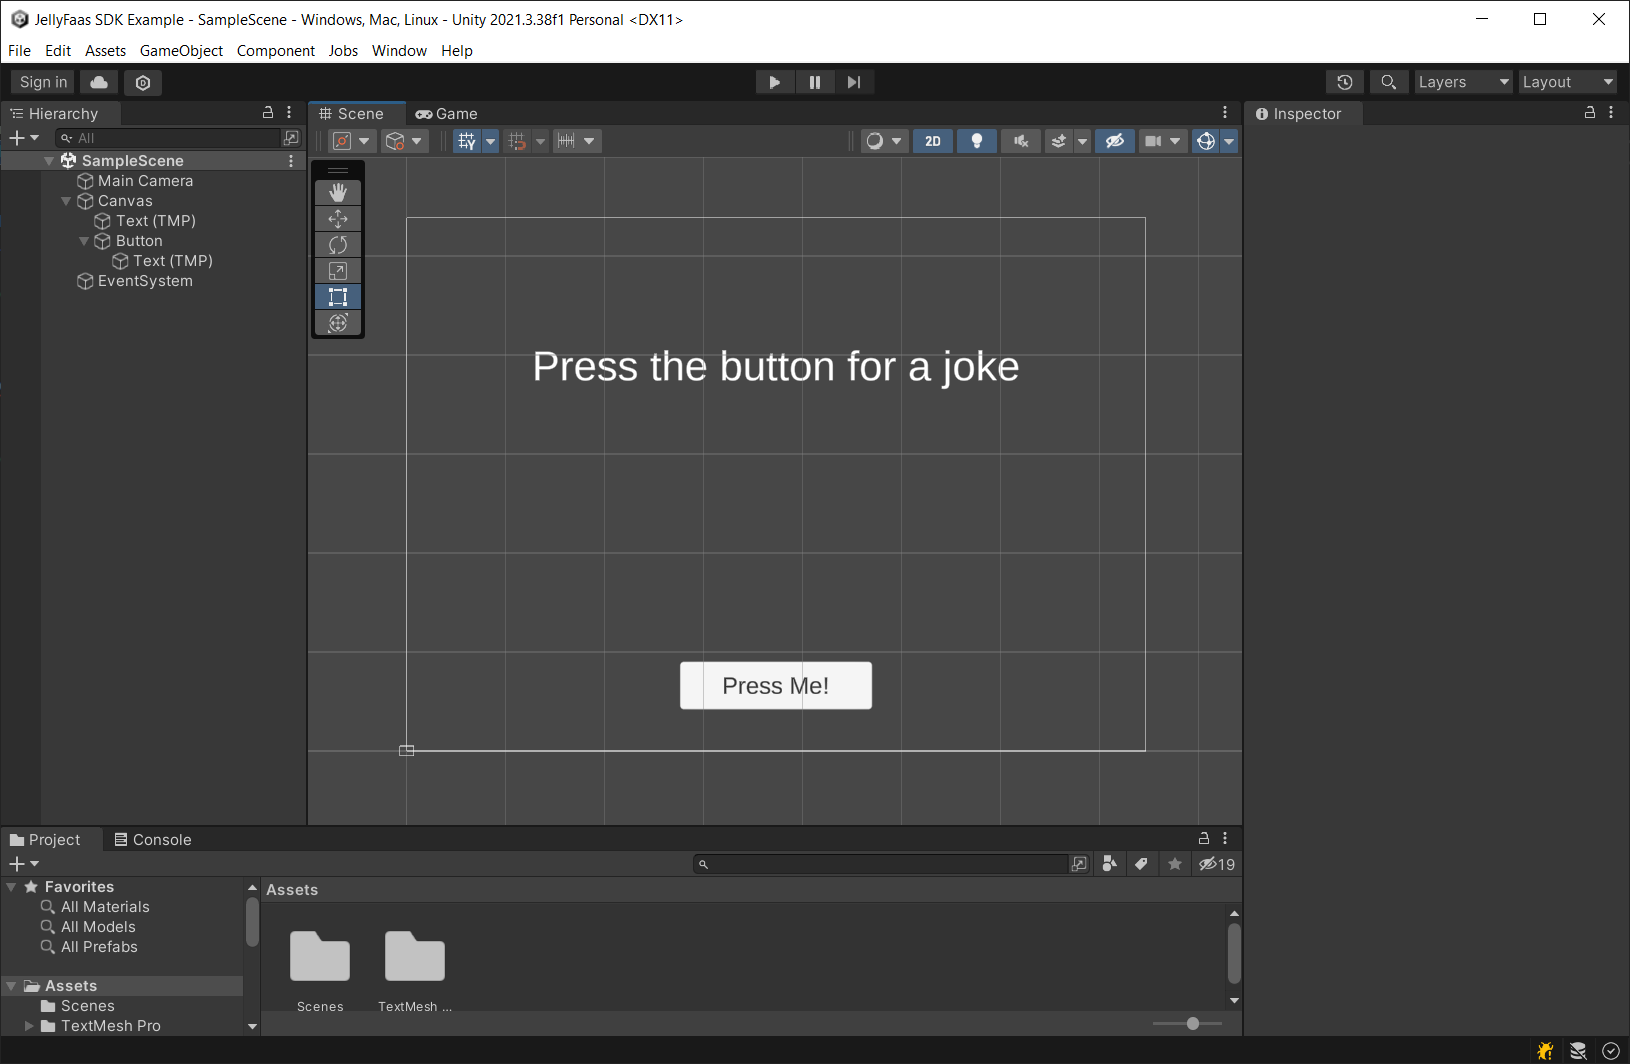 JellyFaas SDK Example - SampleScene - Windows, Mac, Linux - Unity 2021.3.38f1 Personal <DX11>
File Edit Assets GameObject Component Jobs Window Help
Sign in
Layers
Layout
Hierarchy
All
SampleScene
Main Camera
Canvas
Text (TMP)
Button
Text (TMP)
EventSystem
Scene
Game
2D
Press the button for a joke
Press Me!
Inspector
Project
Console
19
Favorites
All Materials
All Models
All Prefabs
Assets
Scenes
TextMesh Pro
Assets
Scenes
TextMesh ...